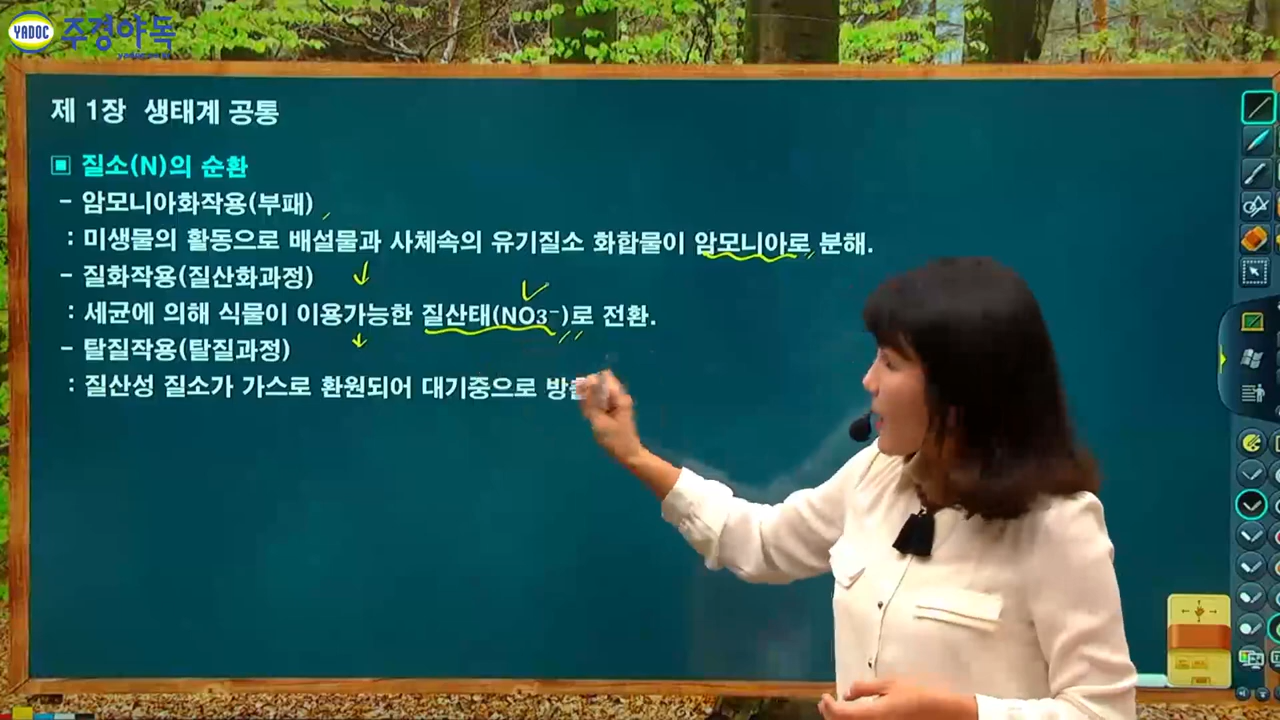 YADOC 주경야독
제 1장 생태계 공통
▣ 질소(N)의 순환
- 암모니아화작용(부패)
: 미생물의 활동으로 배설물과 사체속의 유기질소 화합물이 암모니아로 분해.
- 질화작용(질산화과정)
: 세균에 의해 식물이 이용가능한 질산태(NO3⁻)로 전환.
- 탈질작용(탈질과정)
: 질산성 질소가 가스로 환원되어 대기중으로